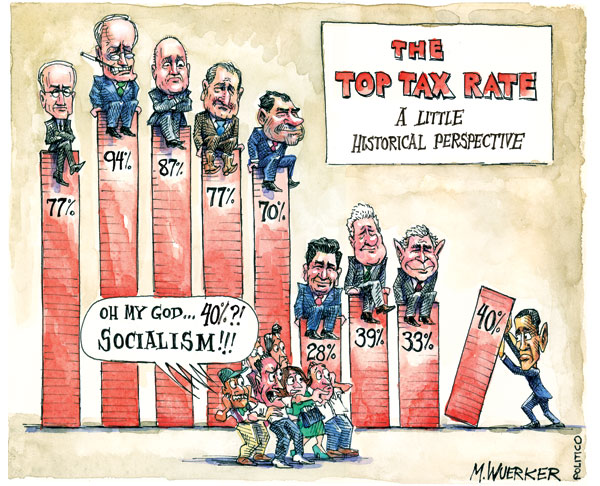 THE
TOP TAX RATE
A LITTLE
HISTORICAL PERSPECTIVE
77%
94%
87%
77%
70%
28%
39%
33%
40%
OH MY GOD... 40%?!
SOCIALISM!!!
M.WUERKER
POLITICO